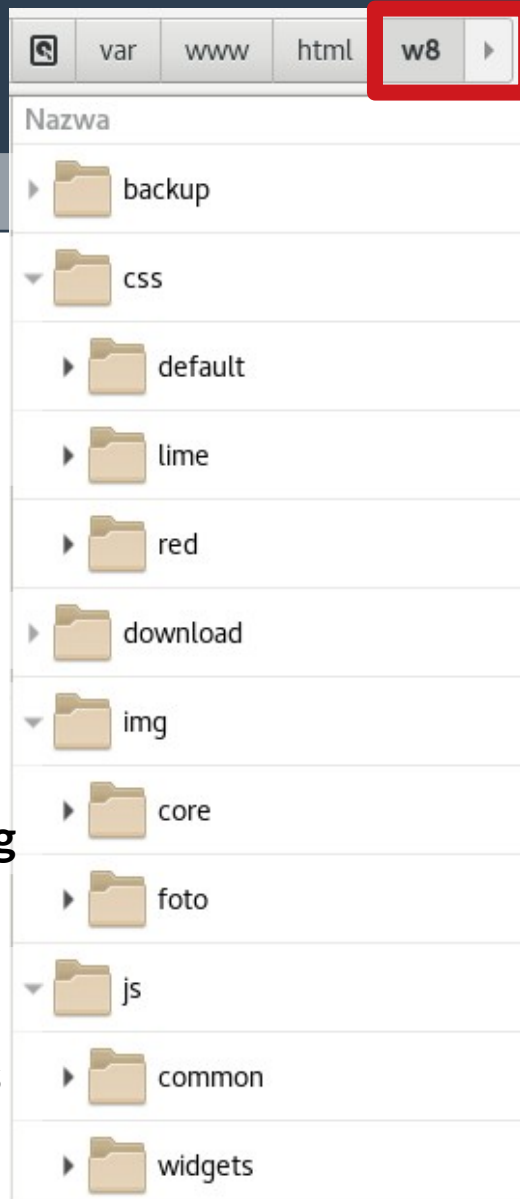 var www html w8
Nazwa
backup
css
default
lime
red
download
img
core
g
foto
js
common
widgets